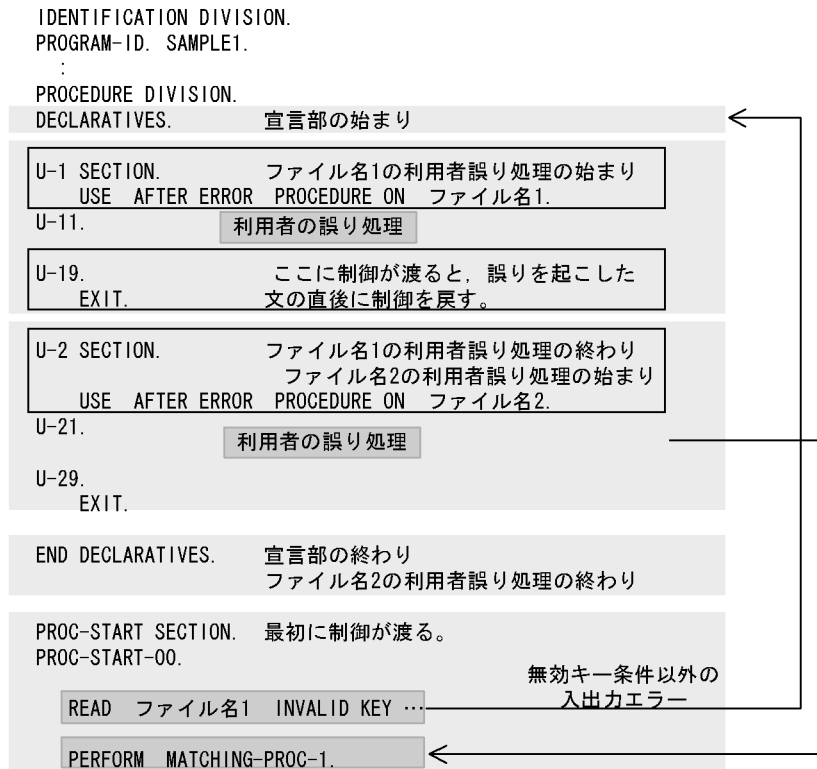 IDENTIFICATION DIVISION.
PROGRAM-ID. SAMPLE1.
:
PROCEDURE DIVISION.
DECLARATIVES. 宣言部の始まり
U-1 SECTION. ファイル名1の利用者誤り処理の始まり
USE AFTER ERROR PROCEDURE ON ファイル名1.
U-11. 利用者の誤り処理
U-19. ここに制御が渡ると，誤りを起こした
EXIT. 文の直後に制御を戻す。
U-2 SECTION. ファイル名1の利用者誤り処理の終わり
ファイル名2の利用者誤り処理の始まり
USE AFTER ERROR PROCEDURE ON ファイル名2.
U-21.
利用者の誤り処理
U-29.
EXIT.
END DECLARATIVES. 宣言部の終わり
ファイル名2の利用者誤り処理の終わり
PROC-START SECTION. 最初に制御が渡る。
PROC-START-00.
無効キー条件以外の
入出力エラー
READ ファイル名1 INVALID KEY …
PERFORM MATCHING-PROC-1.